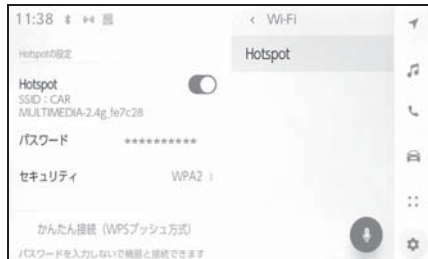 11:38
Wi-Fi
Hotspotの設定
Hotspot
Hotspot
SSID : CAR
MULTIMEDIA-2.4g_fe7c28
パスワード **********
セキュリティ WPA2
かんたん接続（WPSプッシュ方式）
パスワードを入力しないで機器と接続できます